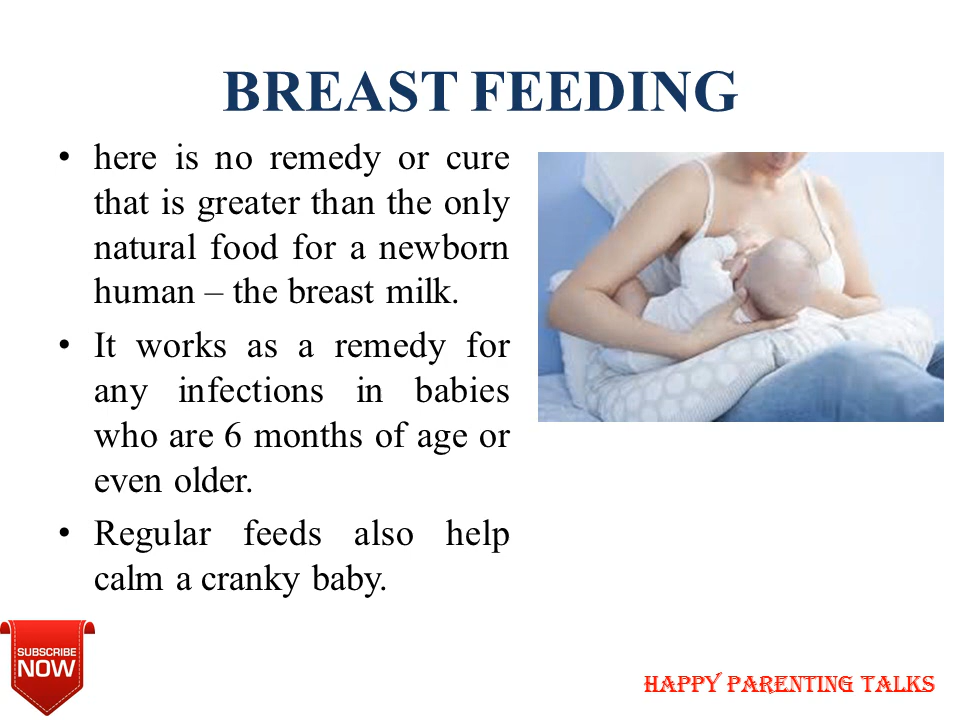 BREAST FEEDING
• here is no remedy or cure
that is greater than the only
natural food for a newborn
human – the breast milk.
• It works as a remedy for
any infections in babies
who are 6 months of age or
even older.
• Regular feeds also help
calm a cranky baby.
SUBSCRIBE
NOW
HAPPY PARENTING TALKS